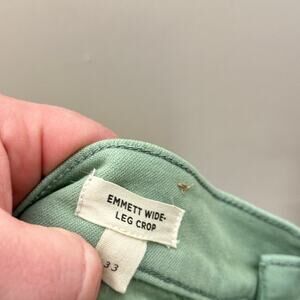 EMMETT WIDE-
LEG CROP
33